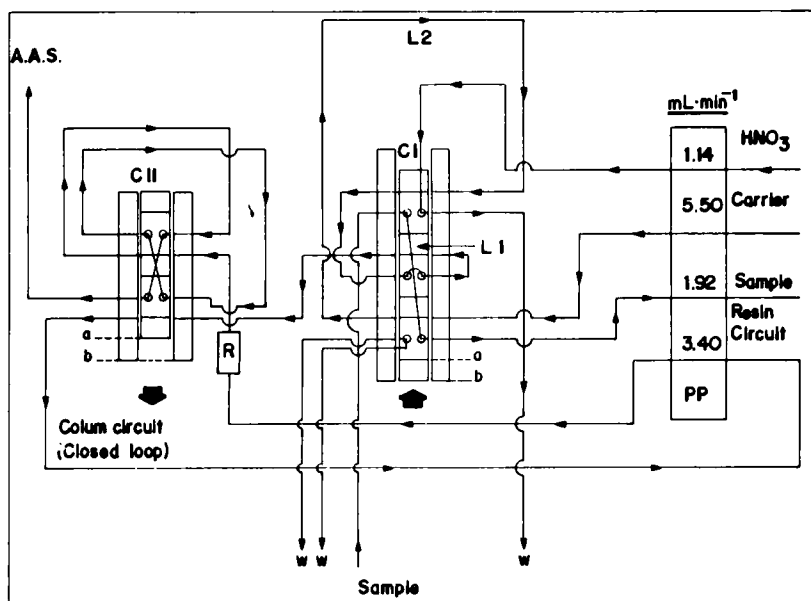 A.A.S.
L2
mL·min⁻¹
HNO₃
CI
1.14
CII
5.50
Carrier
L1
1.92
Sample
Resin
Circuit
3.40
a
b
R
a
b
PP
Colum circuit
(Closed loop)
w
w
w
Sample